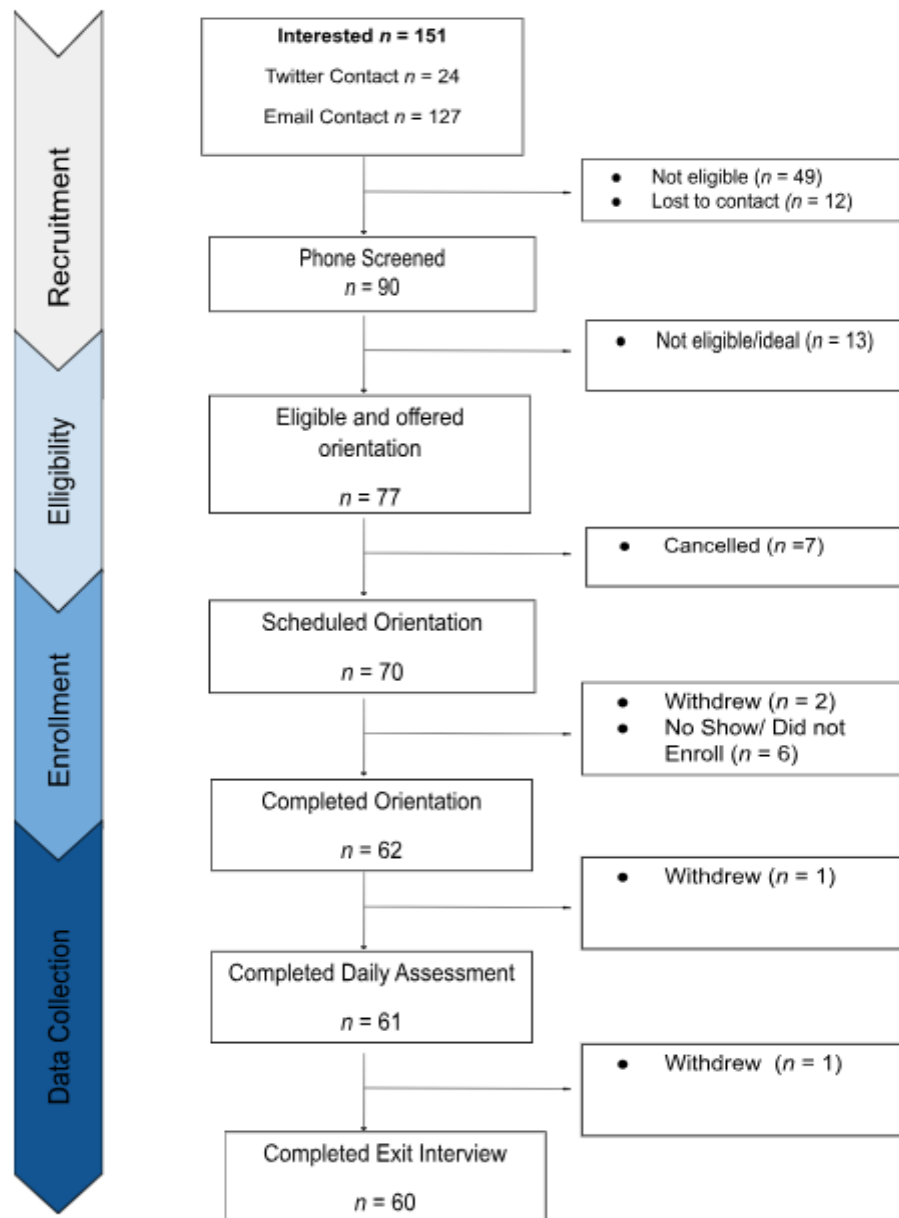 Interested n = 151
Twitter Contact n = 24
Email Contact n = 127
Recruitment
● Not eligible (n = 49)
● Lost to contact (n = 12)
Phone Screened
n = 90
● Not eligible/ideal (n = 13)
Elligibility
Eligible and offered
orientation
n = 77
● Cancelled (n =7)
Enrollment
Scheduled Orientation
n = 70
● Withdrew (n = 2)
● No Show/ Did not
Enroll (n = 6)
Completed Orientation
n = 62
Data Collection
● Withdrew (n = 1)
Completed Daily Assessment
n = 61
● Withdrew (n = 1)
Completed Exit Interview
n = 60